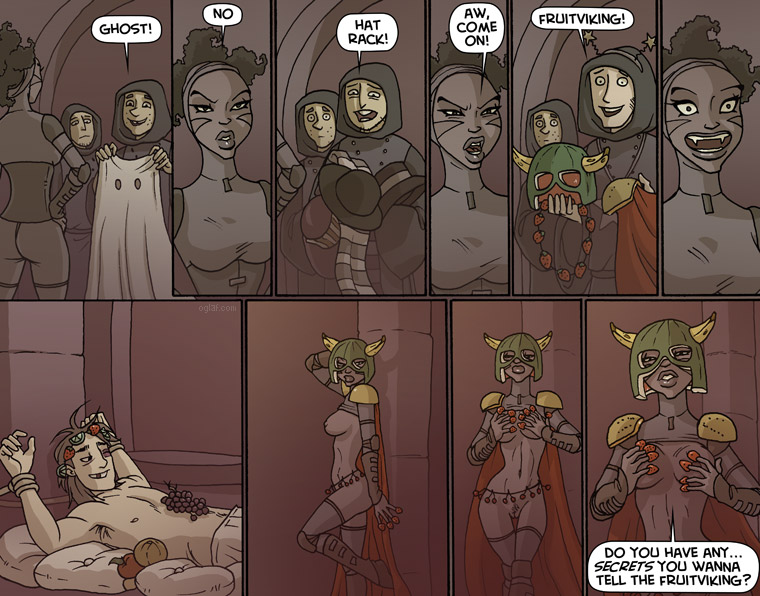 GHOST!
NO
HAT
RACK!
AW,
COME
ON!
FRUITVIKING!
oglaf.com
DO YOU HAVE ANY...
SECRETS YOU WANNA
TELL THE FRUITVIKING?